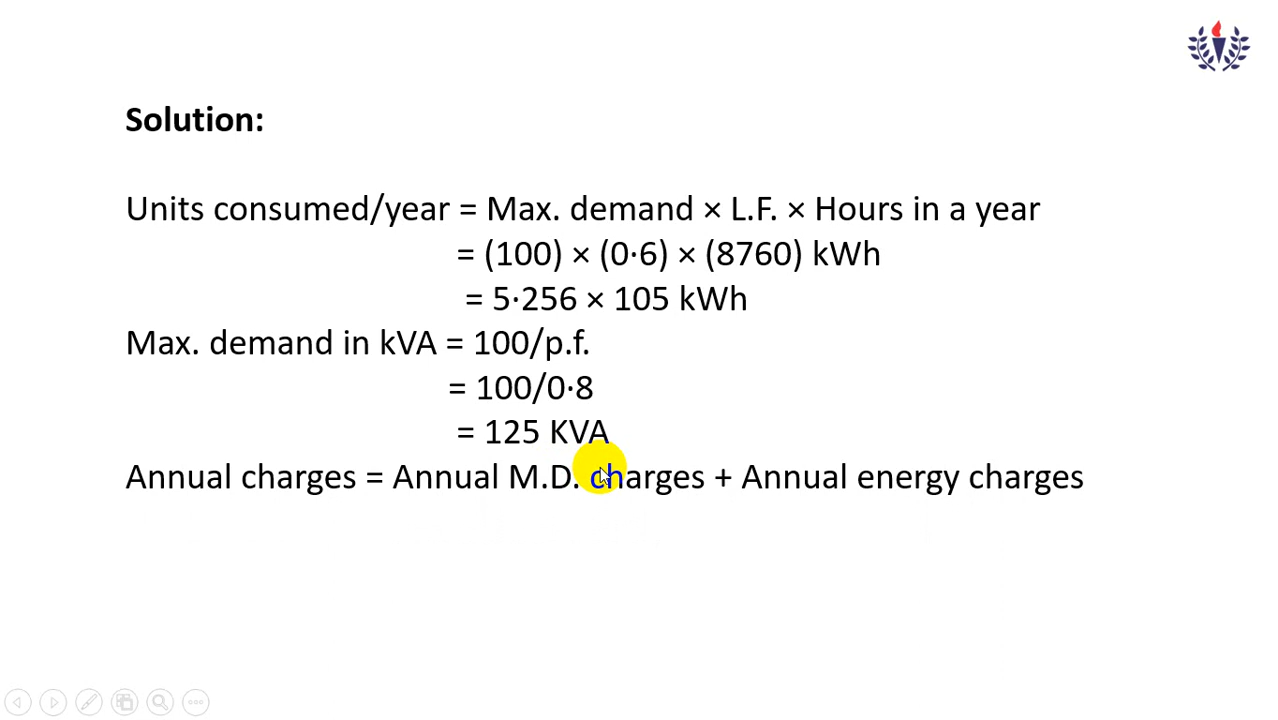 Solution:
Units consumed/year = Max. demand × L.F. × Hours in a year
= (100) × (0·6) × (8760) kWh
= 5·256 × 105 kWh
Max. demand in kVA = 100/p.f.
= 100/0·8
= 125 KVA
Annual charges = Annual M.D. charges + Annual energy charges